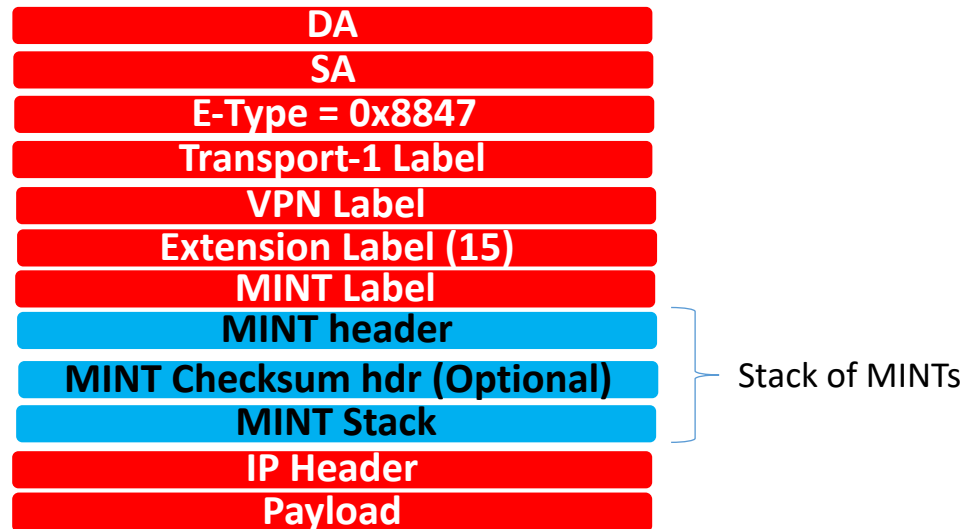 DA
SA
E-Type = 0x8847
Transport-1 Label
VPN Label
Extension Label (15)
MINT Label
MINT header
MINT Checksum hdr (Optional)
Stack of MINTs
MINT Stack
IP Header
Payload